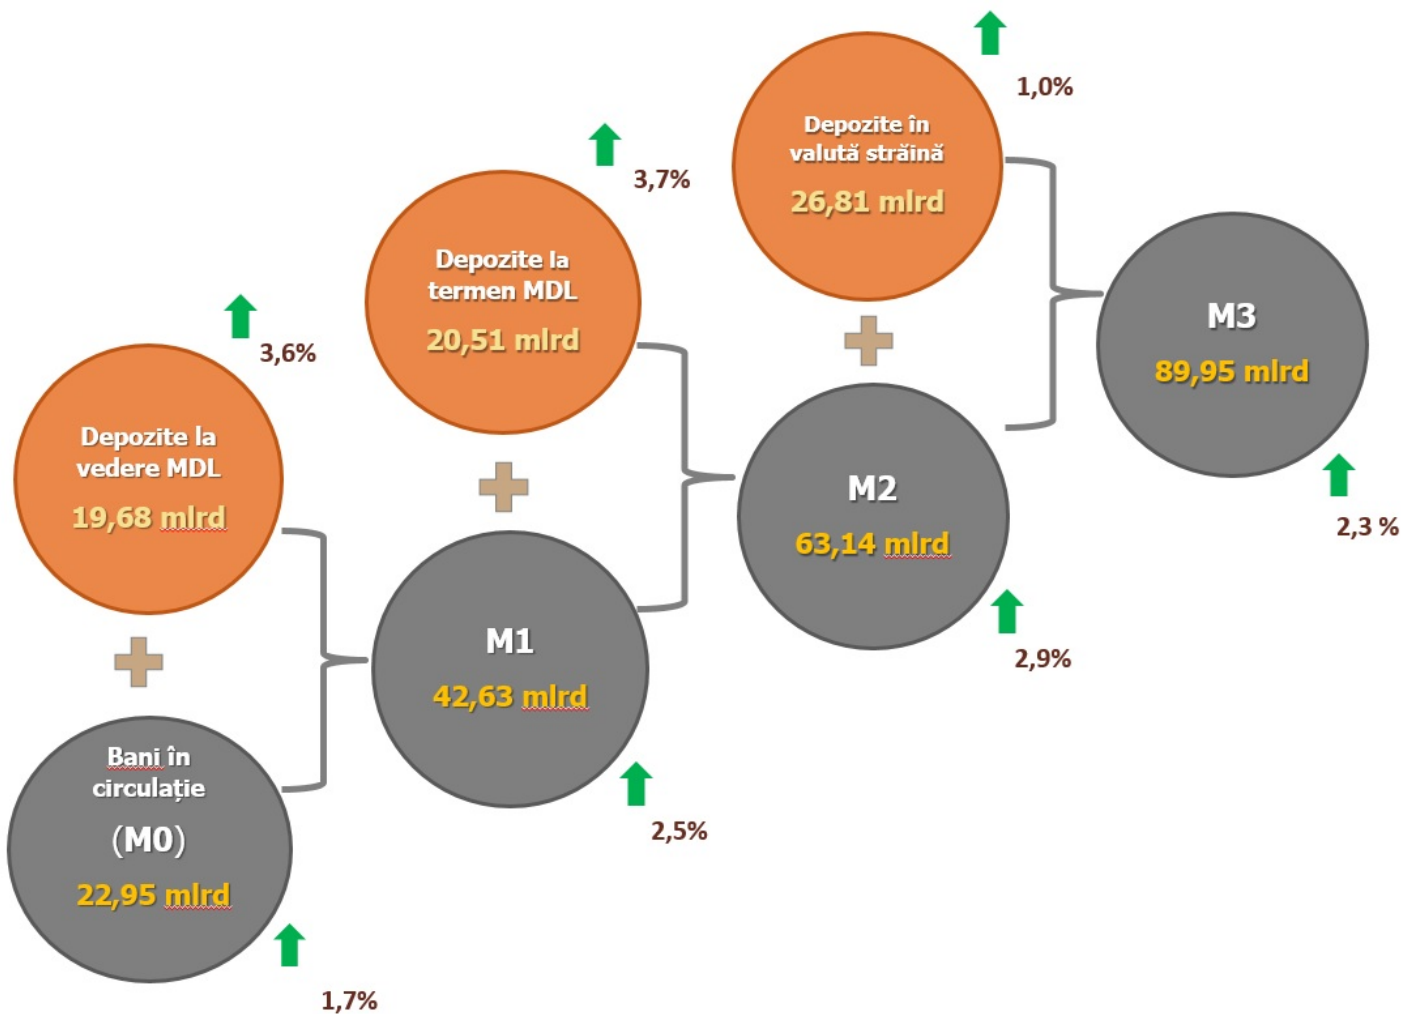 1,0%
Depozite în
valută străină
26,81 mlrd
3,7%
Depozite la
termen MDL
20,51 mlrd
M3
89,95 mlrd
2,3 %
3,6%
Depozite la
vedere MDL
19,68 mlrd
M2
63,14 mlrd
2,9%
M1
42,63 mlrd
2,5%
Bani în
circulație
(M0)
22,95 mlrd
1,7%